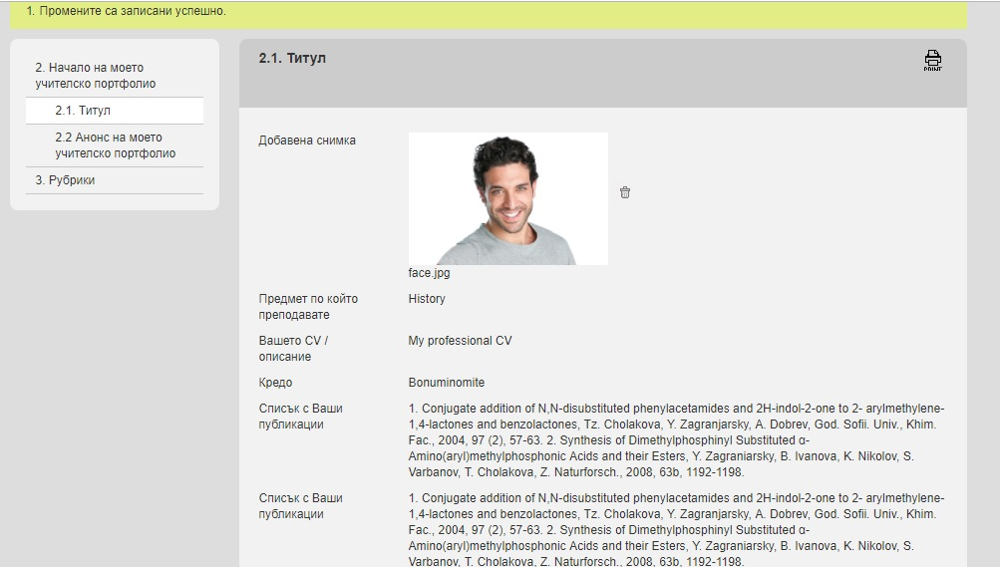 1. Промените са записани успешно.
2. Начало на моето
учителско портфолио
2.1. Титул
2.2 Анонс на моето
учителско портфолио
3. Рубрики
2.1. Титул
PRINT
Добавена снимка
face.jpg
Предмет по който
преподавате
History
Вашето CV /
описание
My professional CV
Кредо
Bonuminomite
Списък с Ваши
публикации
1. Conjugate addition of N,N-disubstituted phenylacetamides and 2H-indol-2-one to 2- arylmethylene-
1,4-lactones and benzolactones, Tz. Cholakova, Y. Zagranjarsky, A. Dobrev, God. Sofii. Univ., Khim.
Fac., 2004, 97 (2), 57-63. 2. Synthesis of Dimethylphosphinyl Substituted α-
Amino(aryl)methylphosphonic Acids and their Esters, Y. Zagraniarsky, B. Ivanova, K. Nikolov, S.
Varbanov, T. Cholakova, Z. Naturforsch., 2008, 63b, 1192-1198.
Списък с Ваши
публикации
1. Conjugate addition of N,N-disubstituted phenylacetamides and 2H-indol-2-one to 2- arylmethylene-
1,4-lactones and benzolactones, Tz. Cholakova, Y. Zagranjarsky, A. Dobrev, God. Sofii. Univ., Khim.
Fac., 2004, 97 (2), 57-63. 2. Synthesis of Dimethylphosphinyl Substituted α-
Amino(aryl)methylphosphonic Acids and their Esters, Y. Zagraniarsky, B. Ivanova, K. Nikolov, S.
Varbanov, T. Cholakova, Z. Naturforsch., 2008, 63b, 1192-1198.